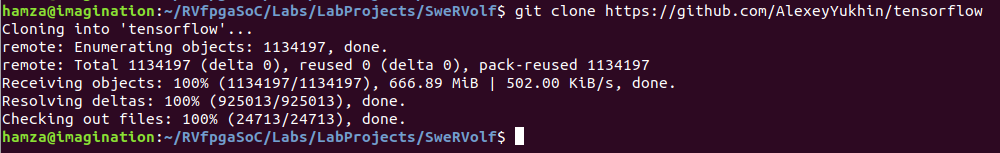 hamza@imagination:~/RVfpgaSoC/Labs/LabProjects/SweRVolf$ git clone https://github.com/AlexeyYukhin/tensorflow
Cloning into 'tensorflow'...
remote: Enumerating objects: 1134197, done.
remote: Total 1134197 (delta 0), reused 0 (delta 0), pack-reused 1134197
Receiving objects: 100% (1134197/1134197), 666.89 MiB | 502.00 KiB/s, done.
Resolving deltas: 100% (925013/925013), done.
Checking out files: 100% (24713/24713), done.
hamza@imagination:~/RVfpgaSoC/Labs/LabProjects/SweRVolf$